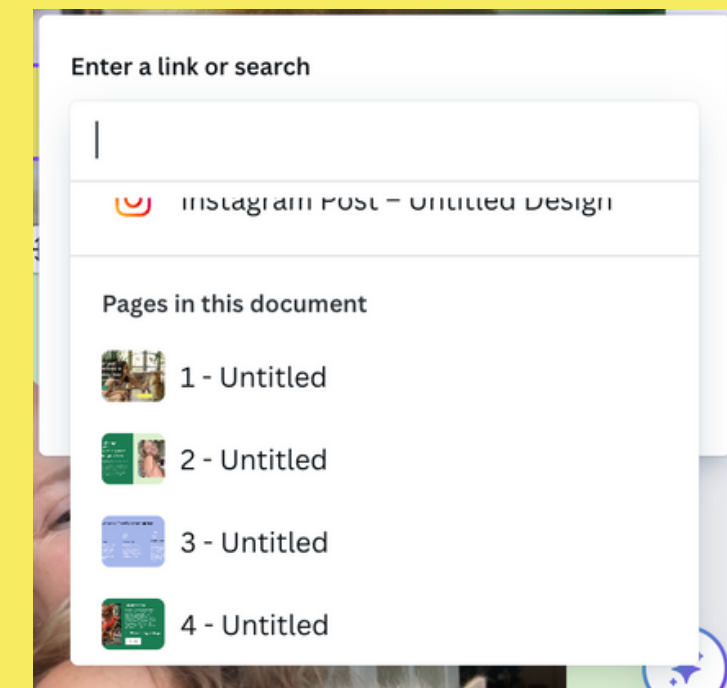 Enter a link or search
Instagram Post – Untitled Design
Pages in this document
1 - Untitled
2 - Untitled
3 - Untitled
4 - Untitled